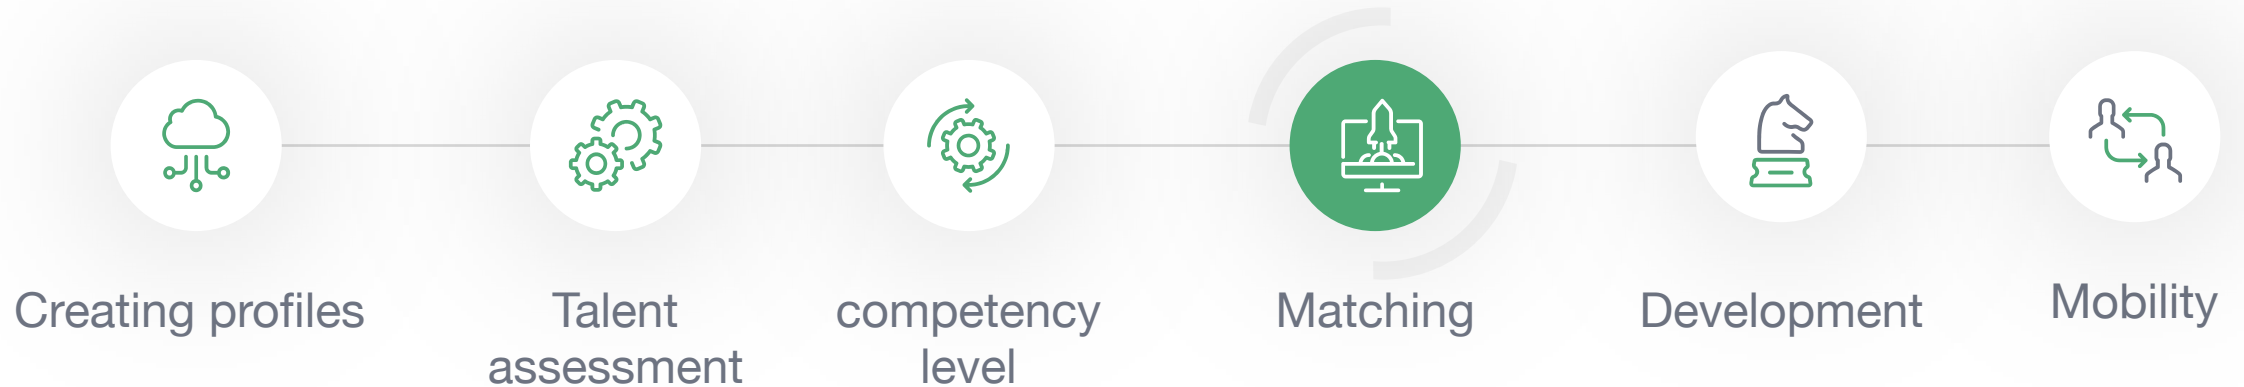 Creating profiles
Talent
assessment
competency
level
Matching
Development
Mobility